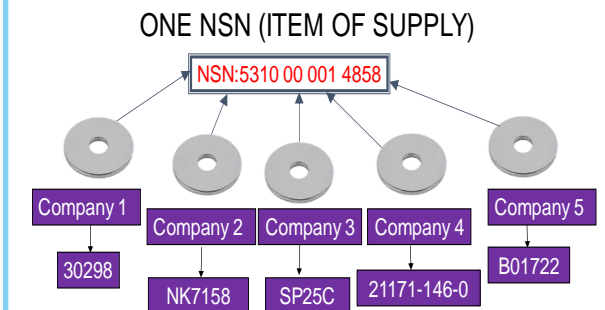 ONE NSN (ITEM OF SUPPLY)
NSN:5310 00 001 4858
Company 1
Company 2
Company 3
Company 4
Company 5
30298
NK7158
SP25C
21171-146-0
B01722